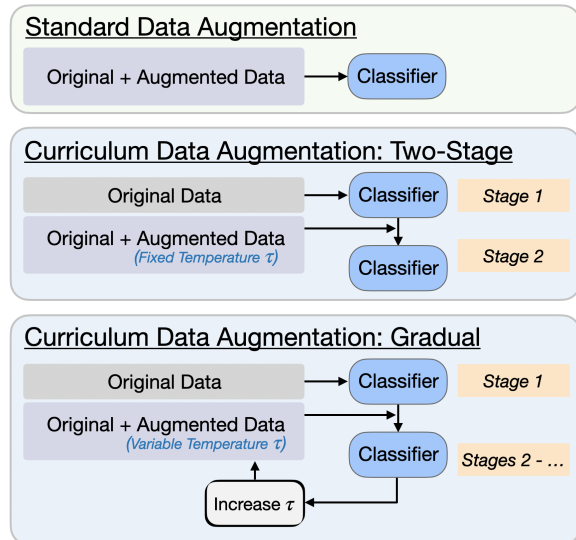 Standard Data Augmentation
Original + Augmented Data
Classifier
Curriculum Data Augmentation: Two-Stage
Original Data
Classifier
Stage 1
Original + Augmented Data
(Fixed Temperature τ)
Classifier
Stage 2
Curriculum Data Augmentation: Gradual
Original Data
Classifier
Stage 1
Original + Augmented Data
(Variable Temperature τ)
Classifier
Stages 2 - ...
Increase τ